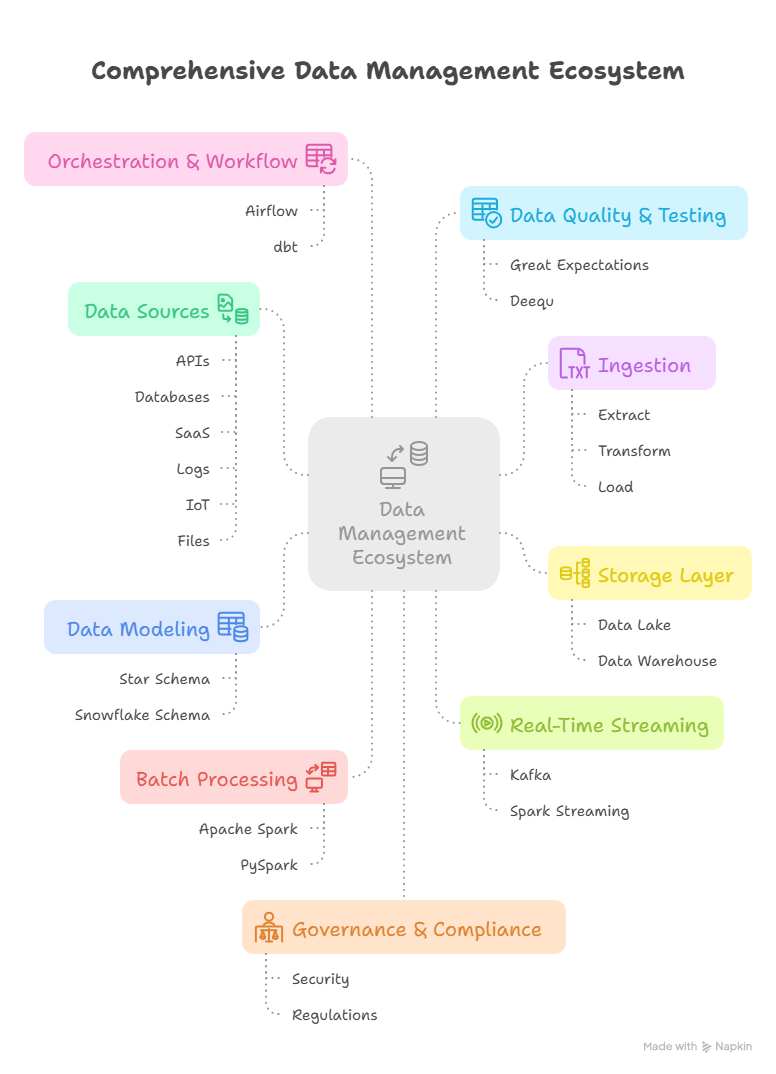 Comprehensive Data Management Ecosystem
Orchestration & Workflow
Airflow
dbt
Data Quality & Testing
Great Expectations
Deequ
Data Sources
APIs
Databases
SaaS
Logs
IoT
Files
Ingestion
TXT
Extract
Transform
Load
Data
Management
Ecosystem
Storage Layer
Data Lake
Data Warehouse
Data Modeling
Star Schema
Snowflake Schema
Real-Time Streaming
Kafka
Spark Streaming
Batch Processing
Apache Spark
PySpark
Governance & Compliance
Security
Regulations
Made with Napkin